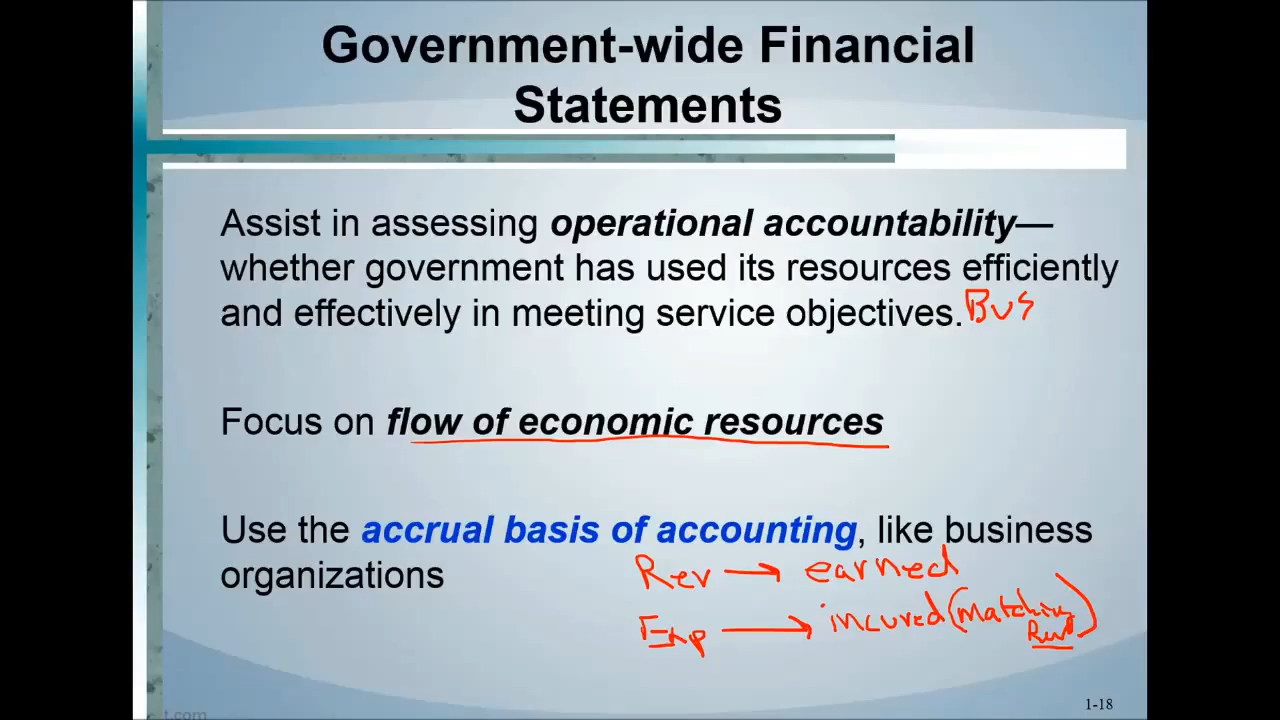 Government-wide Financial
Statements
Assist in assessing operational accountability—
whether government has used its resources efficiently
and effectively in meeting service objectives. BUS
Focus on flow of economic resources
Use the accrual basis of accounting, like business
organizations
Rev → earned
Exp → incured (Matching
1-18
t.com